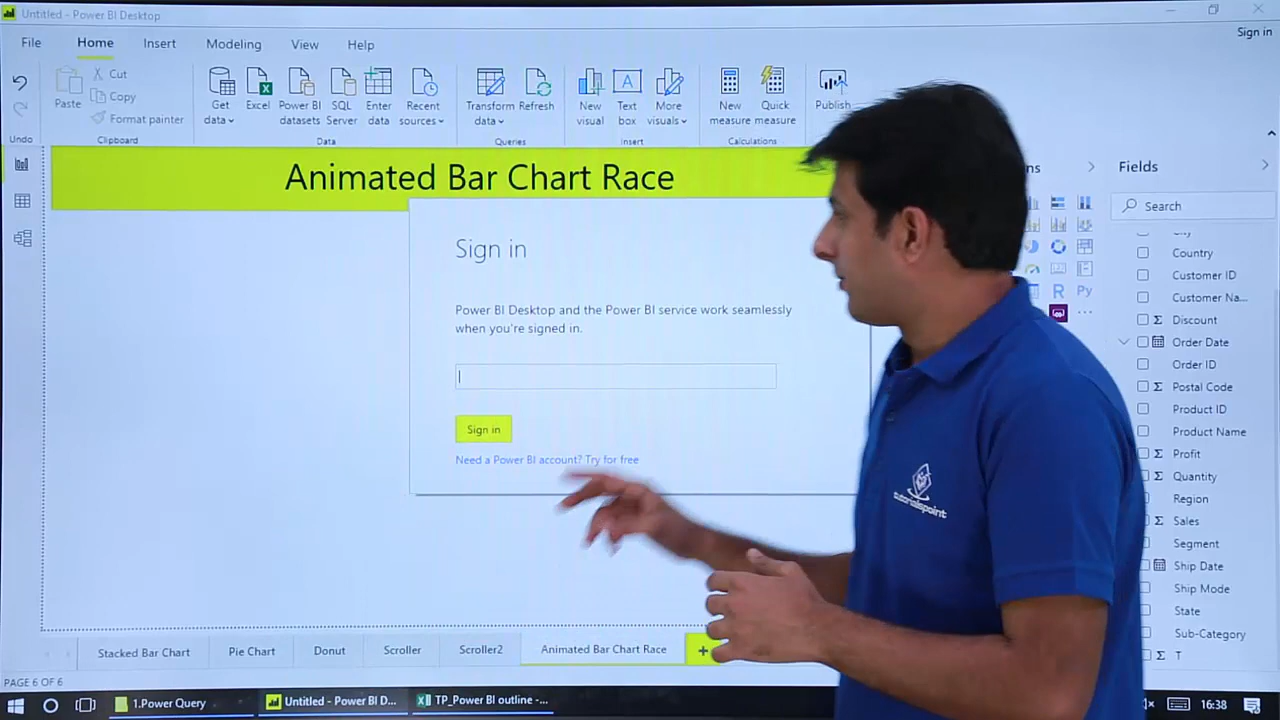 Untitled - Power BI Desktop
Sign in
File Home Insert Modeling View Help
Paste
Cut
Copy
Format painter
Get data
Excel
Power BI datasets
SQL Server
Enter data
Recent sources
Transform data
Refresh
New visual
Text box
More visuals
New measure
Quick measure
Publish
Undo
Clipboard
Data
Queries
Insert
Calculations
Animated Bar Chart Race
Sign in
Power BI Desktop and the Power BI service work seamlessly
when you're signed in.
Sign in
Need a Power BI account? Try for free
ns
R
Py
Fields
Search
Country
Customer ID
Customer Na...
Σ Discount
Order Date
Order ID
Σ Postal Code
Product ID
Product Name
Σ Profit
Σ Quantity
Region
Σ Sales
Segment
Ship Date
Ship Mode
State
Sub-Category
Σ T
tutorialspoint
Stacked Bar Chart Pie Chart Donut Scroller Scroller2 Animated Bar Chart Race +
PAGE 6 OF 6
1.Power Query
Untitled - Power BI D...
TP_Power BI outline -...
16:38